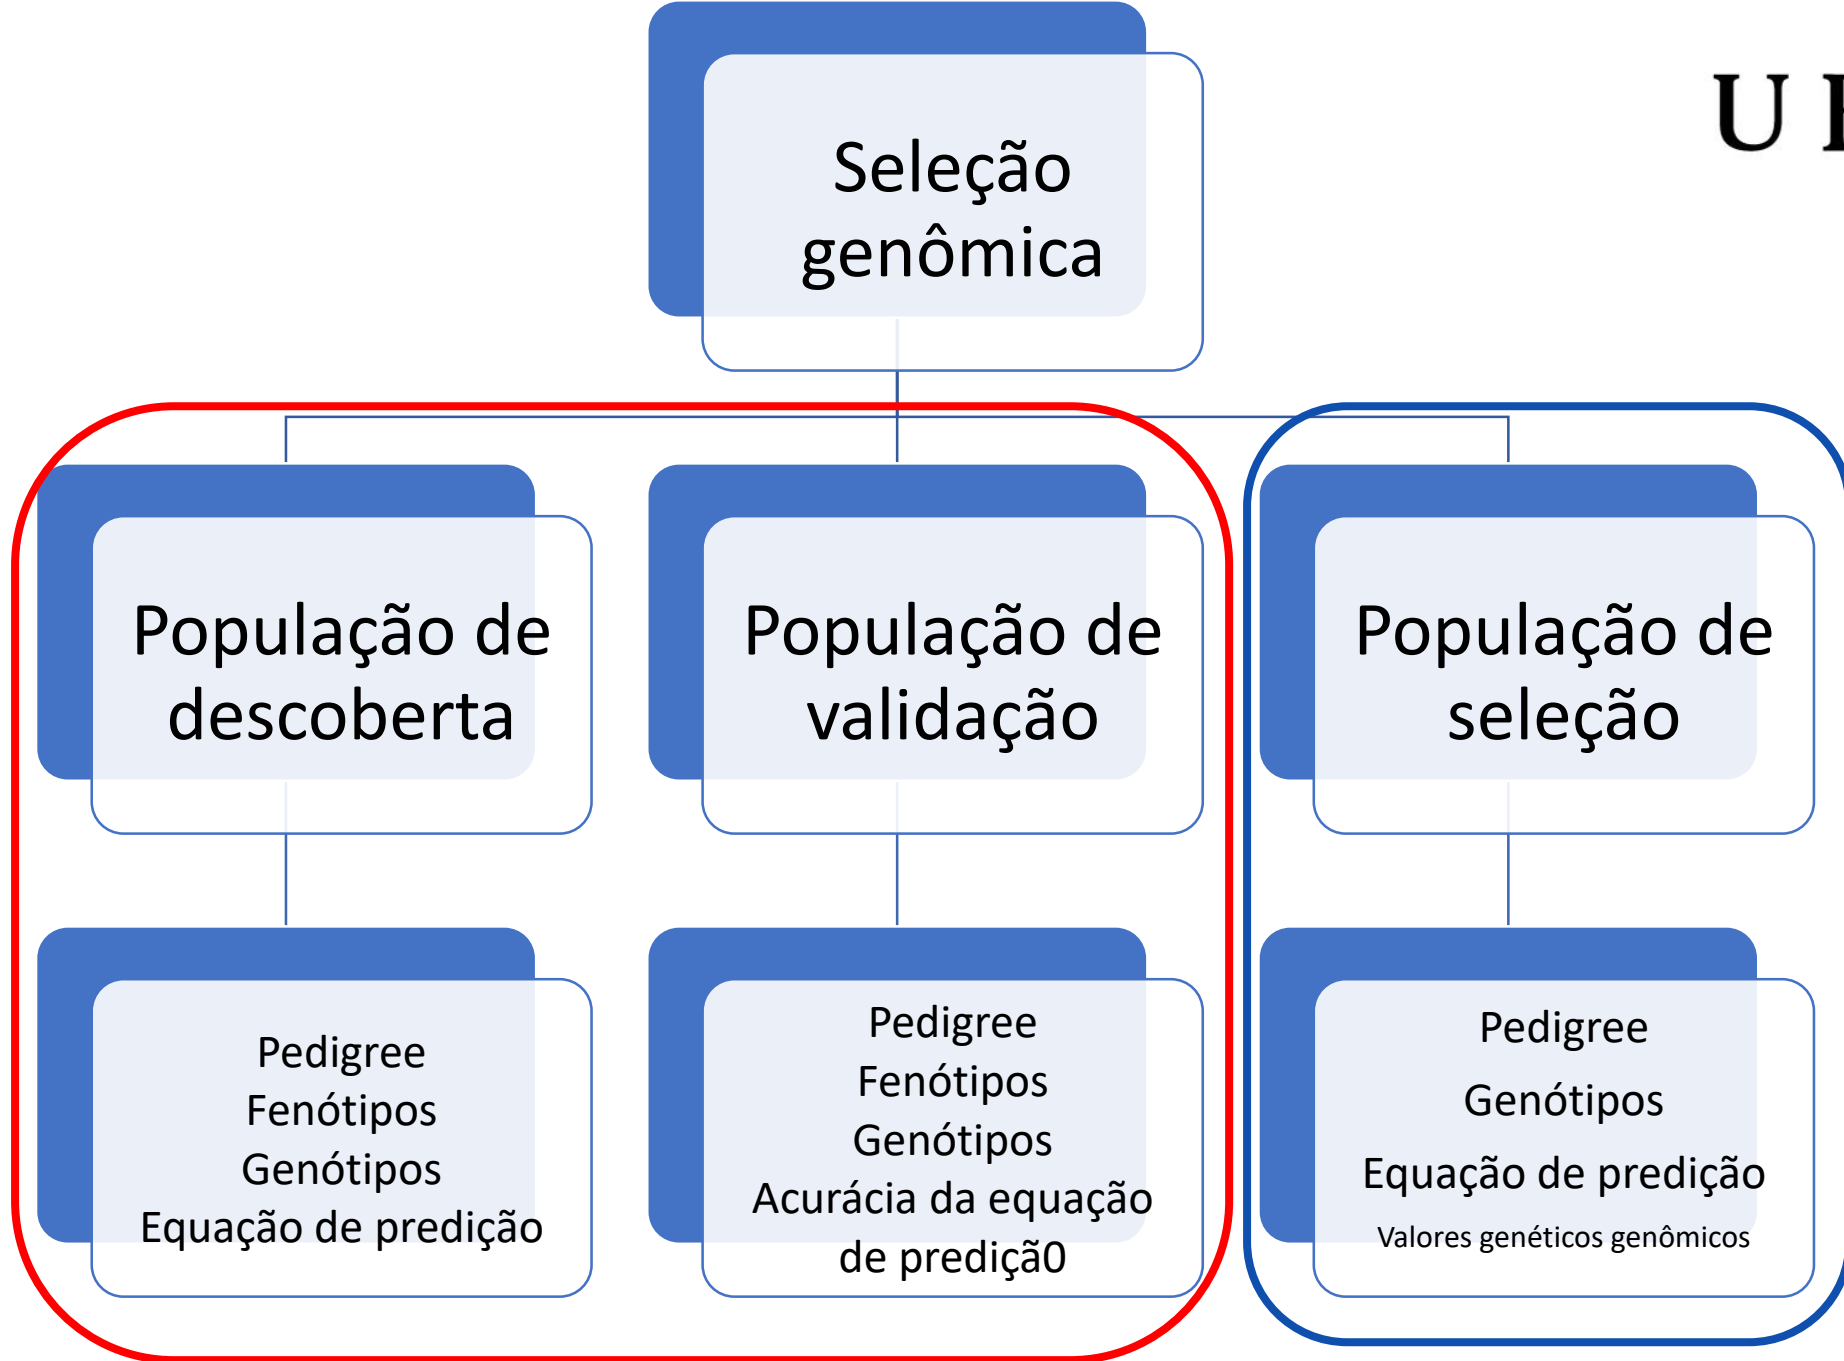 Seleção
genômica
População de
descoberta
População de
validação
População de
seleção
Pedigree
Fenótipos
Genótipos
Equação de predição
Pedigree
Fenótipos
Genótipos
Acurácia da equação
de prediçã0
Pedigree
Genótipos
Equação de predição
Valores genéticos genômicos